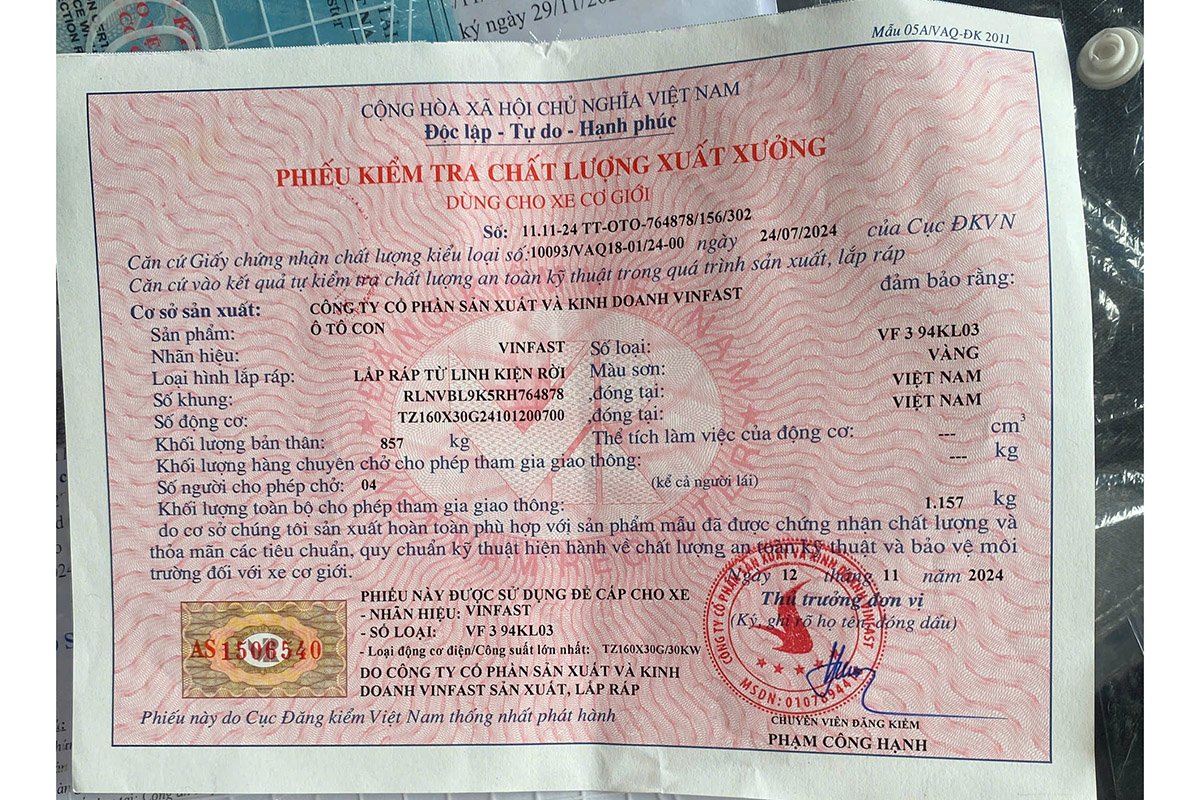 ký ngày 29/11/202
Mẫu 05A/VAQ-ĐK 2011
CỘNG HÒA XÃ HỘI CHỦ NGHĨA VIỆT NAM
Độc lập - Tự do - Hạnh phúc
PHIẾU KIỂM TRA CHẤT LƯỢNG XUẤT XƯỞNG
DÙNG CHO XE CƠ GIỚI
Số: 11.11-24 TT-OTO-764878/156/302
Căn cứ Giấy chứng nhận chất lượng kiểu loại số: 10093/VAQ18-01/24-00 ngày 24/07/2024 của Cục ĐKVN
Căn cứ vào kết quả tự kiểm tra chất lượng an toàn kỹ thuật trong quá trình sản xuất, lắp ráp
Cơ sở sản xuất: CÔNG TY CỔ PHẦN SẢN XUẤT VÀ KINH DOANH VINFAST đảm bảo rằng:
Sản phẩm: Ô TÔ CON
Nhãn hiệu: VINFAST Số loại: VF 3 94KL03
Loại hình lắp ráp: LẮP RÁP TỪ LINH KIỆN RỜI Màu sơn: VÀNG
Số khung: RLNVBL9K5RH764878 ,đóng tại: VIỆT NAM
Số động cơ: TZ160X30G24101200700 ,đóng tại: VIỆT NAM
Khối lượng bản thân: 857 kg Thể tích làm việc của động cơ: --- cm3
Khối lượng hàng chuyên chở cho phép tham gia giao thông: --- kg
Số người cho phép chở: 04 (kể cả người lái)
Khối lượng toàn bộ cho phép tham gia giao thông: 1.157 kg
do cơ sở chúng tôi sản xuất hoàn toàn phù hợp với sản phẩm mẫu đã được chứng nhận chất lượng và
thỏa mãn các tiêu chuẩn, quy chuẩn kỹ thuật hiện hành về chất lượng an toàn kỹ thuật và bảo vệ môi
trường đối với xe cơ giới.
Ngày 12 tháng 11 năm 2024
Thủ trưởng đơn vị
(Ký, ghi rõ họ tên, đóng dấu)
PHIẾU NÀY ĐƯỢC SỬ DỤNG ĐỂ CẤP CHO XE
- NHÃN HIỆU: VINFAST
- SỐ LOẠI: VF 3 94KL03
- Loại động cơ điện/Công suất lớn nhất: TZ160X30G/30KW
DO CÔNG TY CỔ PHẦN SẢN XUẤT VÀ KINH
DOANH VINFAST SẢN XUẤT, LẮP RÁP
AS1506540
CÔNG TY CỔ PHẦN SẢN XUẤT VÀ KINH DOANH VINFAST
CHUYÊN VIÊN ĐĂNG KIỂM
PHẠM CÔNG HẠNH
Phiếu này do Cục Đăng kiểm Việt Nam thống nhất phát hành